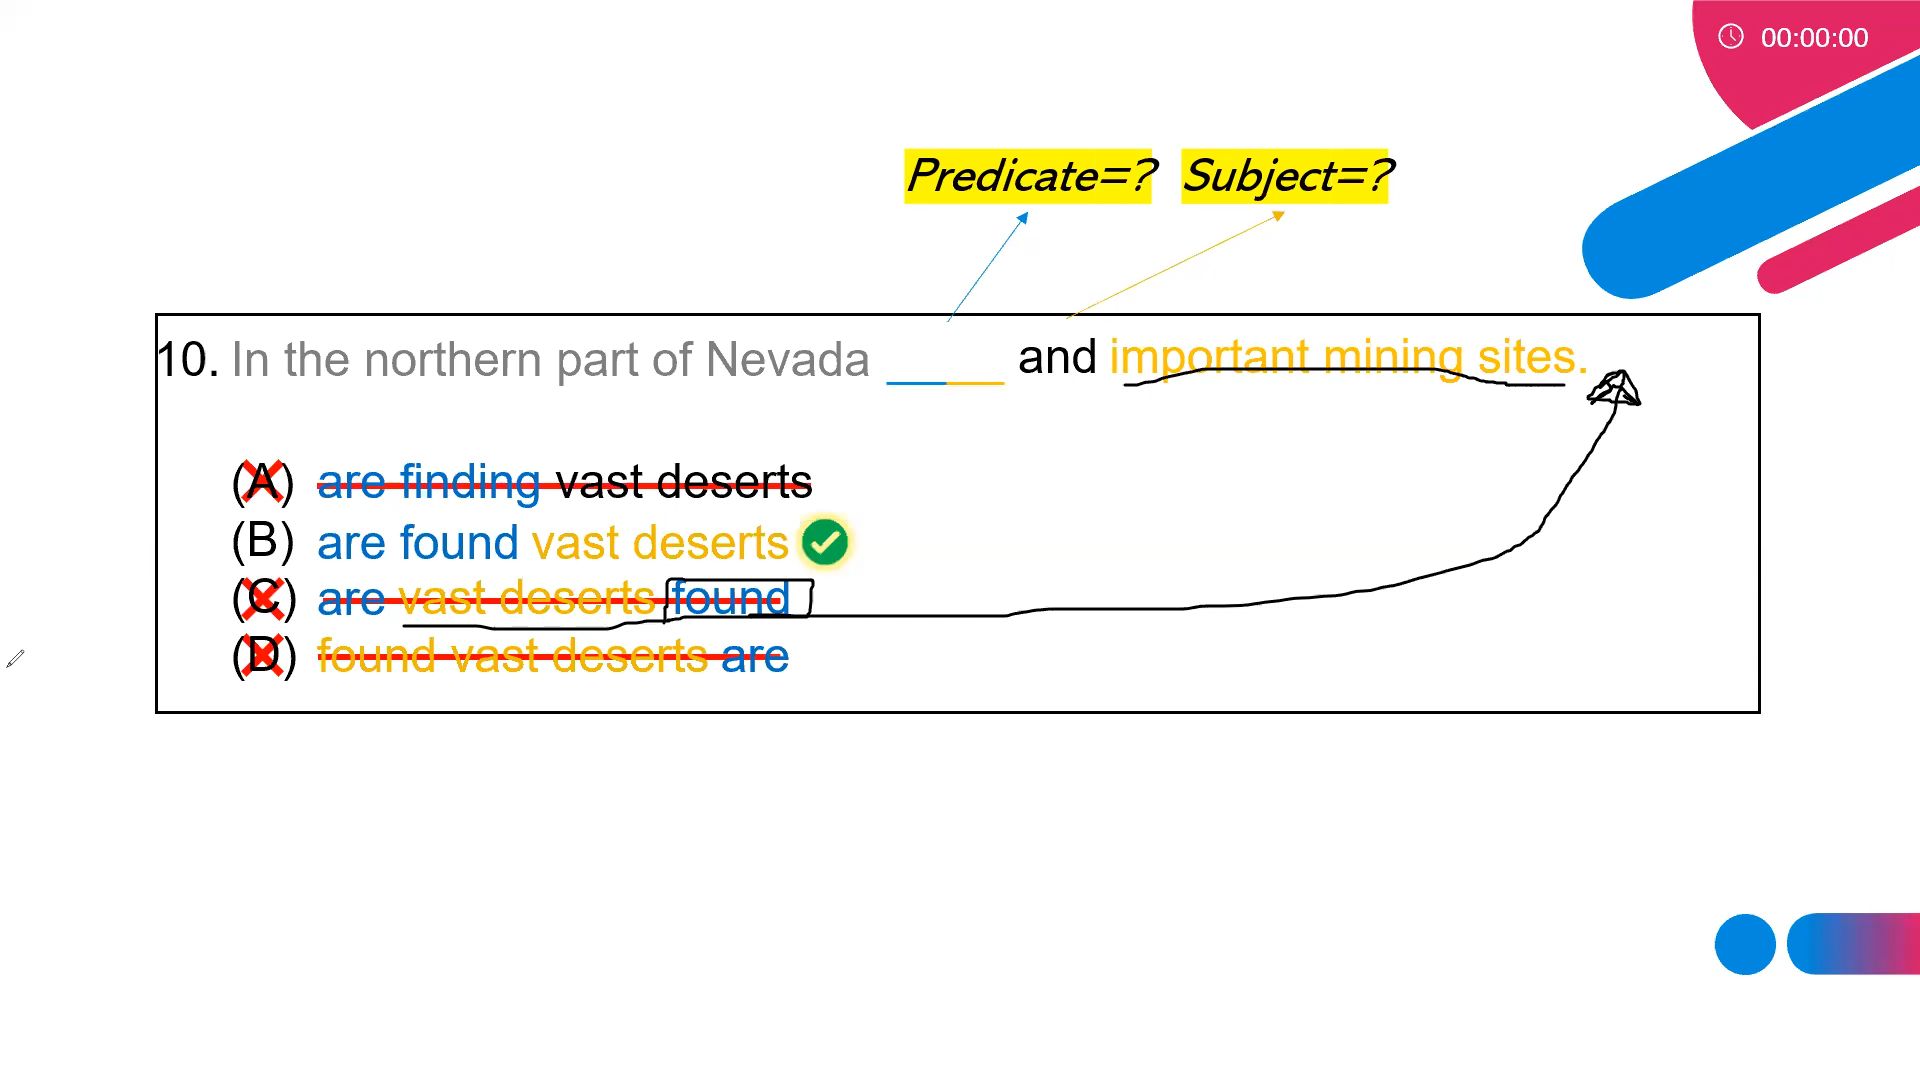 00:00:00
Predicate=? Subject=?
10. In the northern part of Nevada ____ and important mining sites.
(A) are finding vast deserts
(B) are found vast deserts
(C) are vast deserts found
(D) found vast deserts are